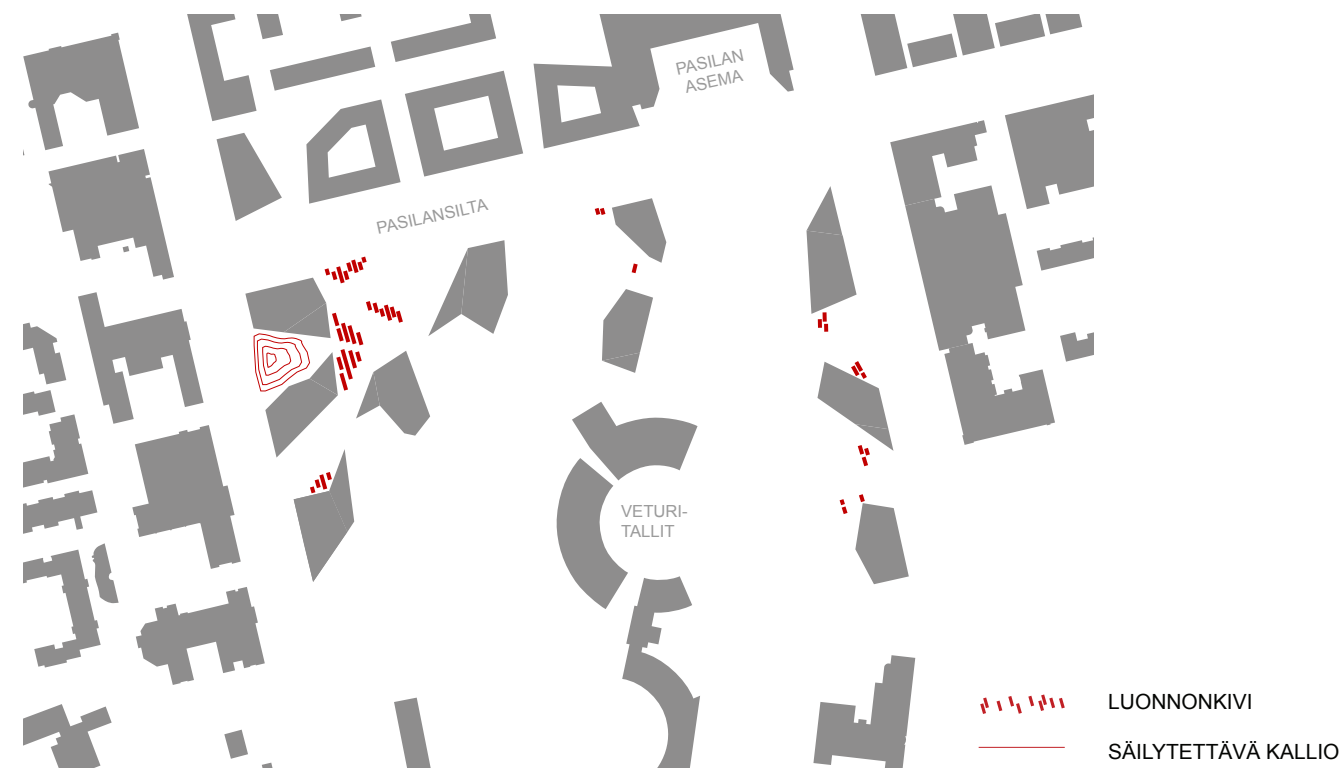 PASILAN
ASEMA
PASILANSILTA
VETURI-
TALLIT
LUONNONKIVI
SÄILYTETTÄVÄ KALLIO